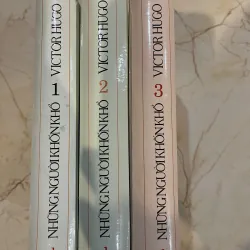 NHỮNG NGƯỜI KHỐN KHỔ 1 VICTOR HUGO
NHỮNG NGƯỜI KHỐN KHỔ 2 VICTOR HUGO
NHỮNG NGƯỜI KHỐN KHỔ 3 VICTOR HUGO